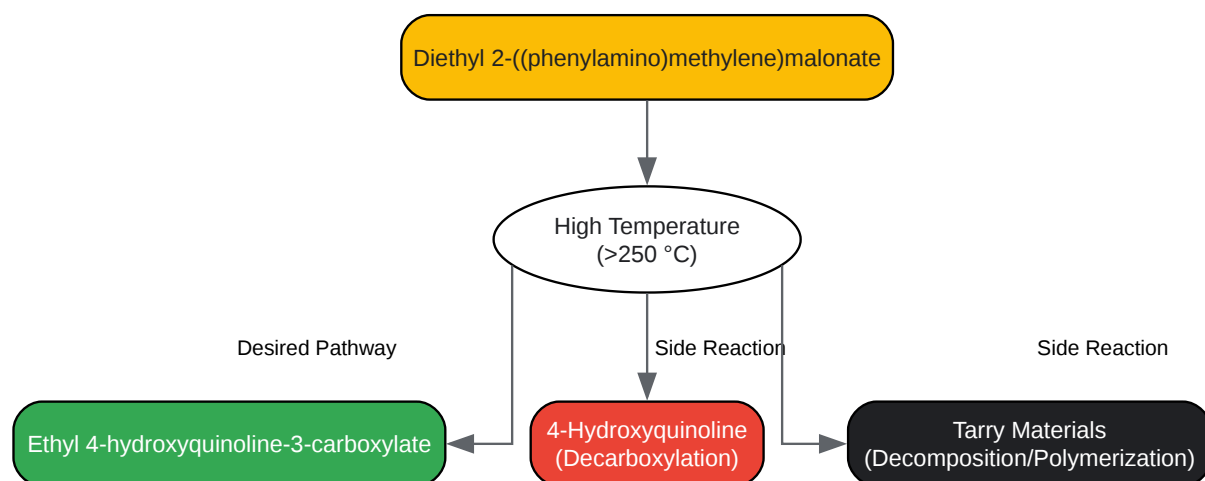 Diethyl 2-((phenylamino)methylene)malonate
High Temperature
(>250 °C)
Desired Pathway
Side Reaction
Side Reaction
Ethyl 4-hydroxyquinoline-3-carboxylate
4-Hydroxyquinoline
(Decarboxylation)
Tarry Materials
(Decomposition/Polymerization)